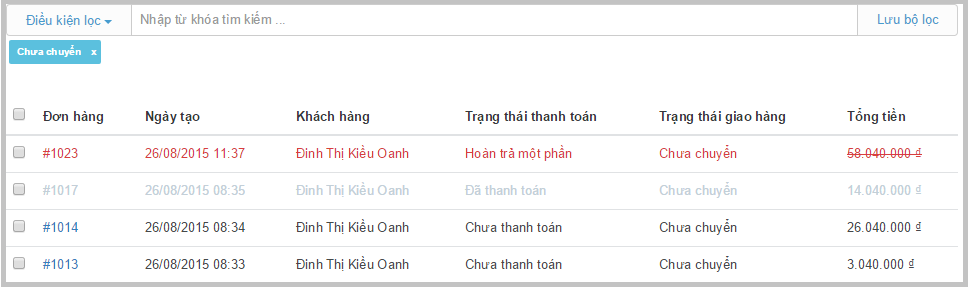 Điều kiện lọc Nhập từ khóa tìm kiếm ... Lưu bộ lọc
Chưa chuyển x
Đơn hàng Ngày tạo Khách hàng Trạng thái thanh toán Trạng thái giao hàng Tổng tiền
#1023 26/08/2015 11:37 Đinh Thị Kiều Oanh Hoàn trả một phần Chưa chuyển 58.040.000 ₫
#1017 26/08/2015 08:35 Đinh Thị Kiều Oanh Đã thanh toán Chưa chuyển 14.040.000 ₫
#1014 26/08/2015 08:34 Đinh Thị Kiều Oanh Chưa thanh toán Chưa chuyển 26.040.000 ₫
#1013 26/08/2015 08:33 Đinh Thị Kiều Oanh Chưa thanh toán Chưa chuyển 3.040.000 ₫